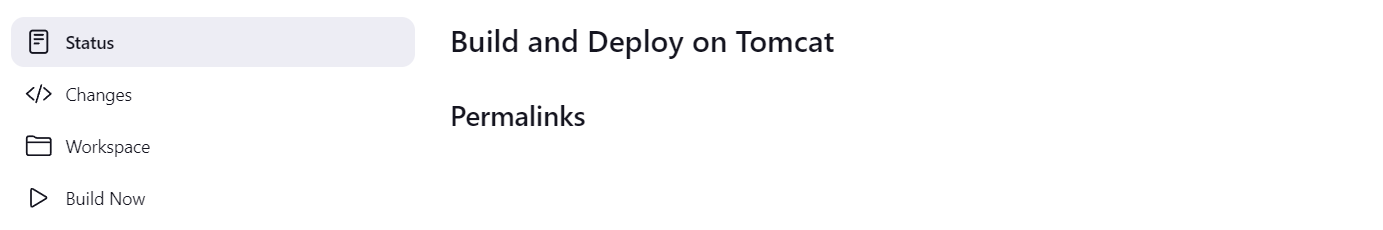 Status
Changes
Workspace
Build Now
Build and Deploy on Tomcat
Permalinks